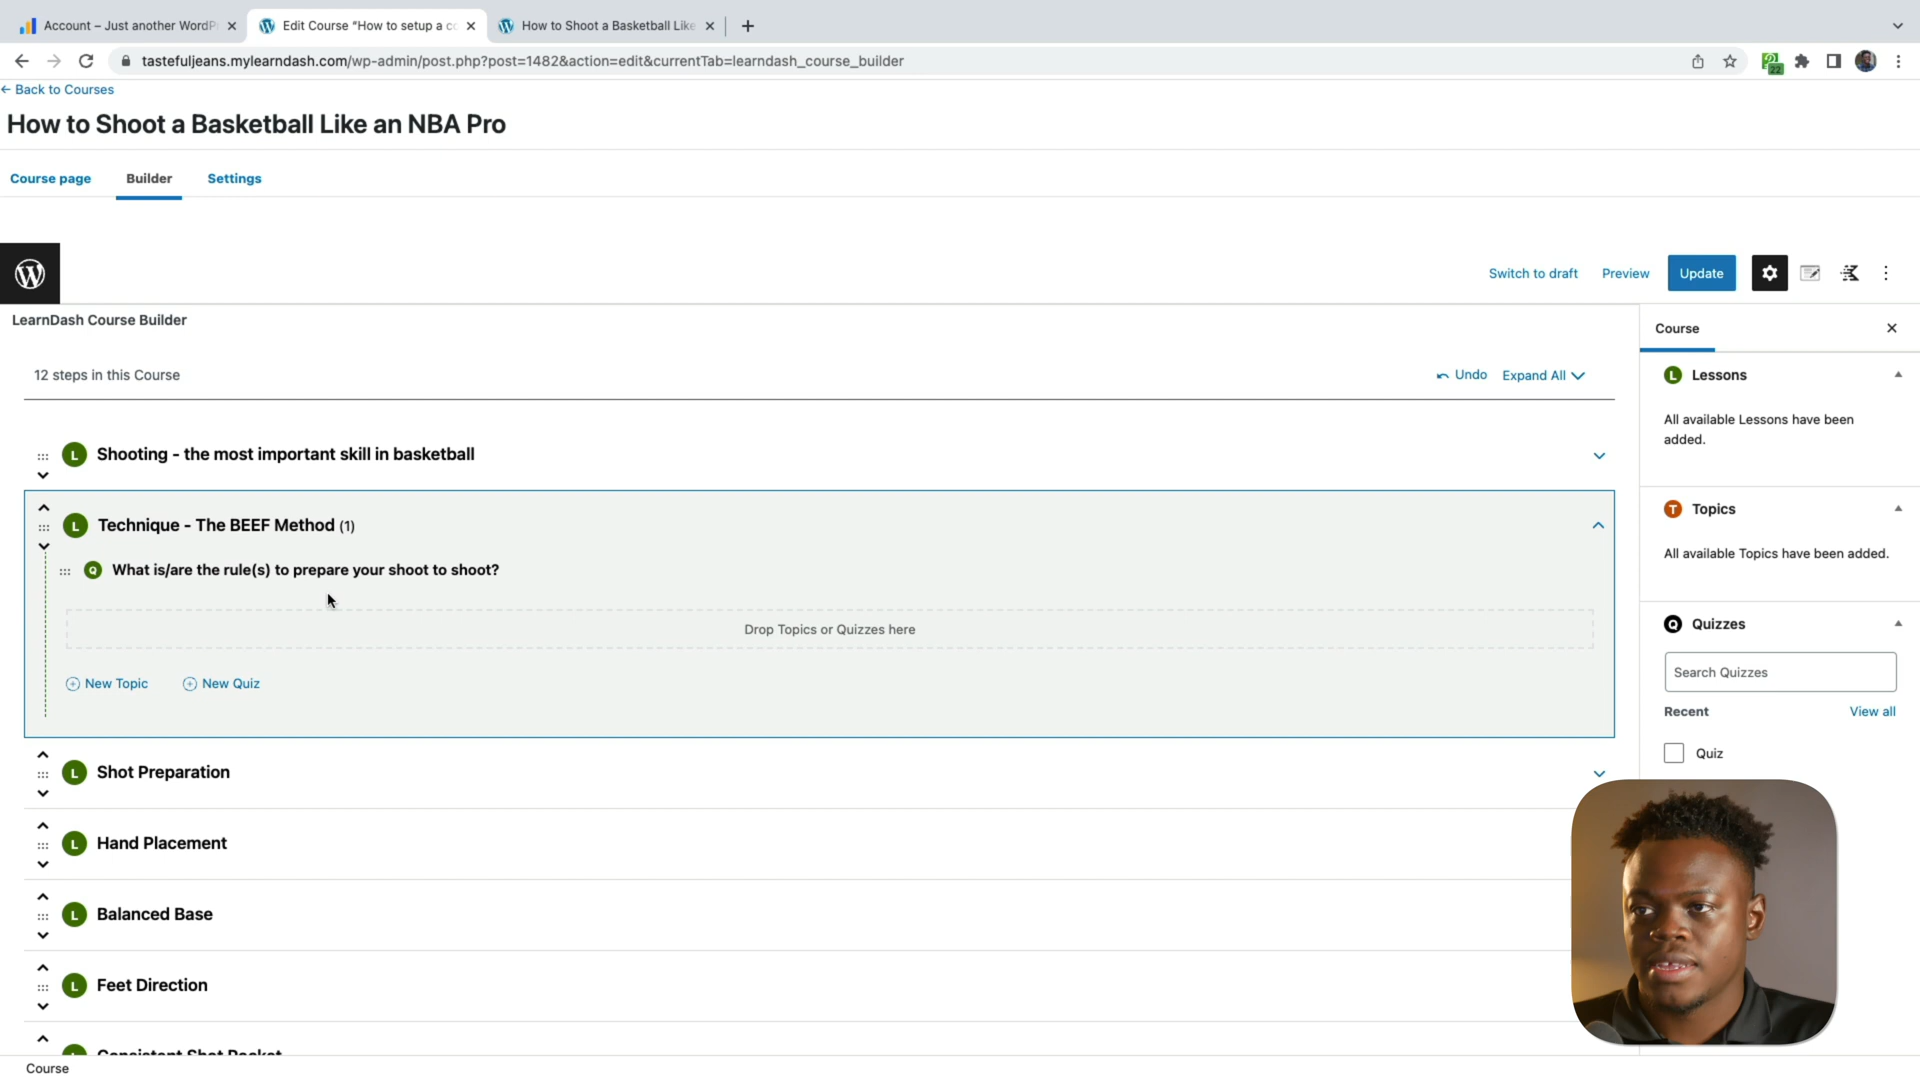 Account – Just another WordP
Edit Course “How to setup a co
How to Shoot a Basketball Like
tastefuljeans.mylearndash.com/wp-admin/post.php?post=1482&action=edit&currentTab=learndash_course_builder
22
← Back to Courses
How to Shoot a Basketball Like an NBA Pro
Course page
Builder
Settings
Switch to draft
Preview
Update
LearnDash Course Builder
12 steps in this Course
Undo
Expand All
L Shooting - the most important skill in basketball
L Technique - The BEEF Method (1)
Q What is/are the rule(s) to prepare your shoot to shoot?
Drop Topics or Quizzes here
New Topic
New Quiz
L Shot Preparation
L Hand Placement
L Balanced Base
L Feet Direction
Consistent Shot Pocket
Course
Course
L Lessons
All available Lessons have been
added.
T Topics
All available Topics have been added.
Q Quizzes
Search Quizzes
Recent
View all
Quiz